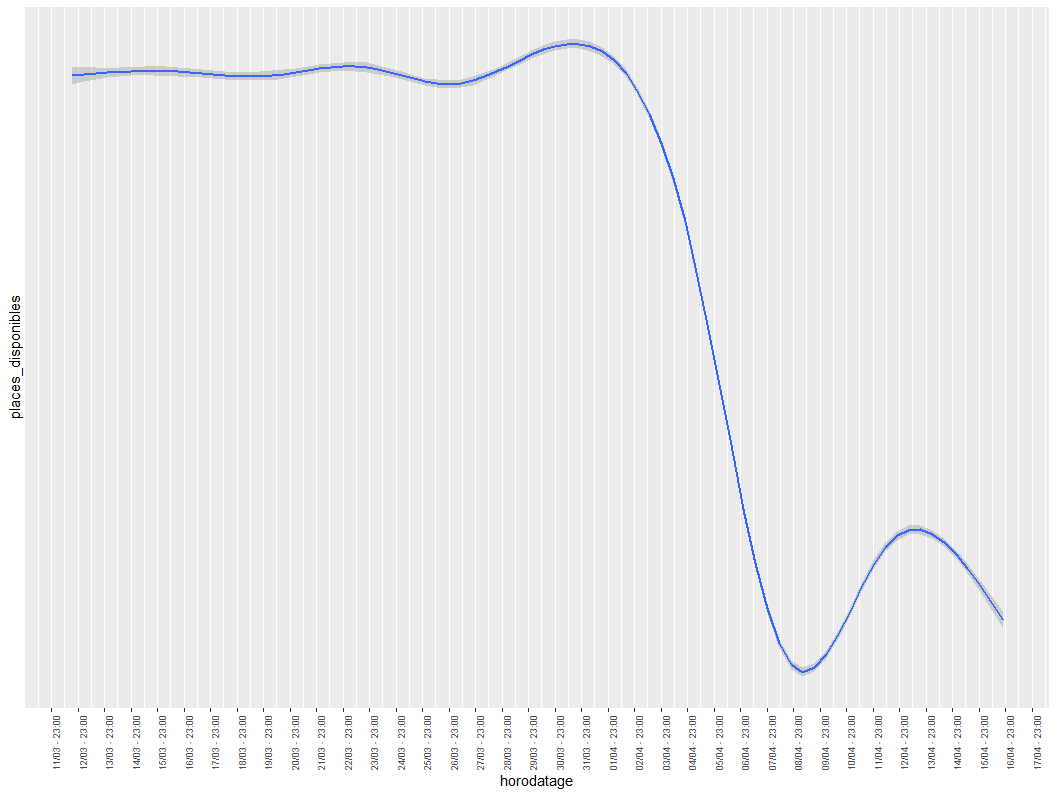 places_disponibles
11/03 - 23:00
12/03 - 23:00
13/03 - 23:00
14/03 - 23:00
15/03 - 23:00
16/03 - 23:00
17/03 - 23:00
18/03 - 23:00
19/03 - 23:00
20/03 - 23:00
21/03 - 23:00
22/03 - 23:00
23/03 - 23:00
24/03 - 23:00
25/03 - 23:00
26/03 - 23:00
27/03 - 23:00
28/03 - 23:00
29/03 - 23:00
30/03 - 23:00
31/03 - 23:00
01/04 - 23:00
02/04 - 23:00
03/04 - 23:00
04/04 - 23:00
05/04 - 23:00
06/04 - 23:00
07/04 - 23:00
08/04 - 23:00
09/04 - 23:00
10/04 - 23:00
11/04 - 23:00
12/04 - 23:00
13/04 - 23:00
14/04 - 23:00
15/04 - 23:00
16/04 - 23:00
17/04 - 23:00
horodatage